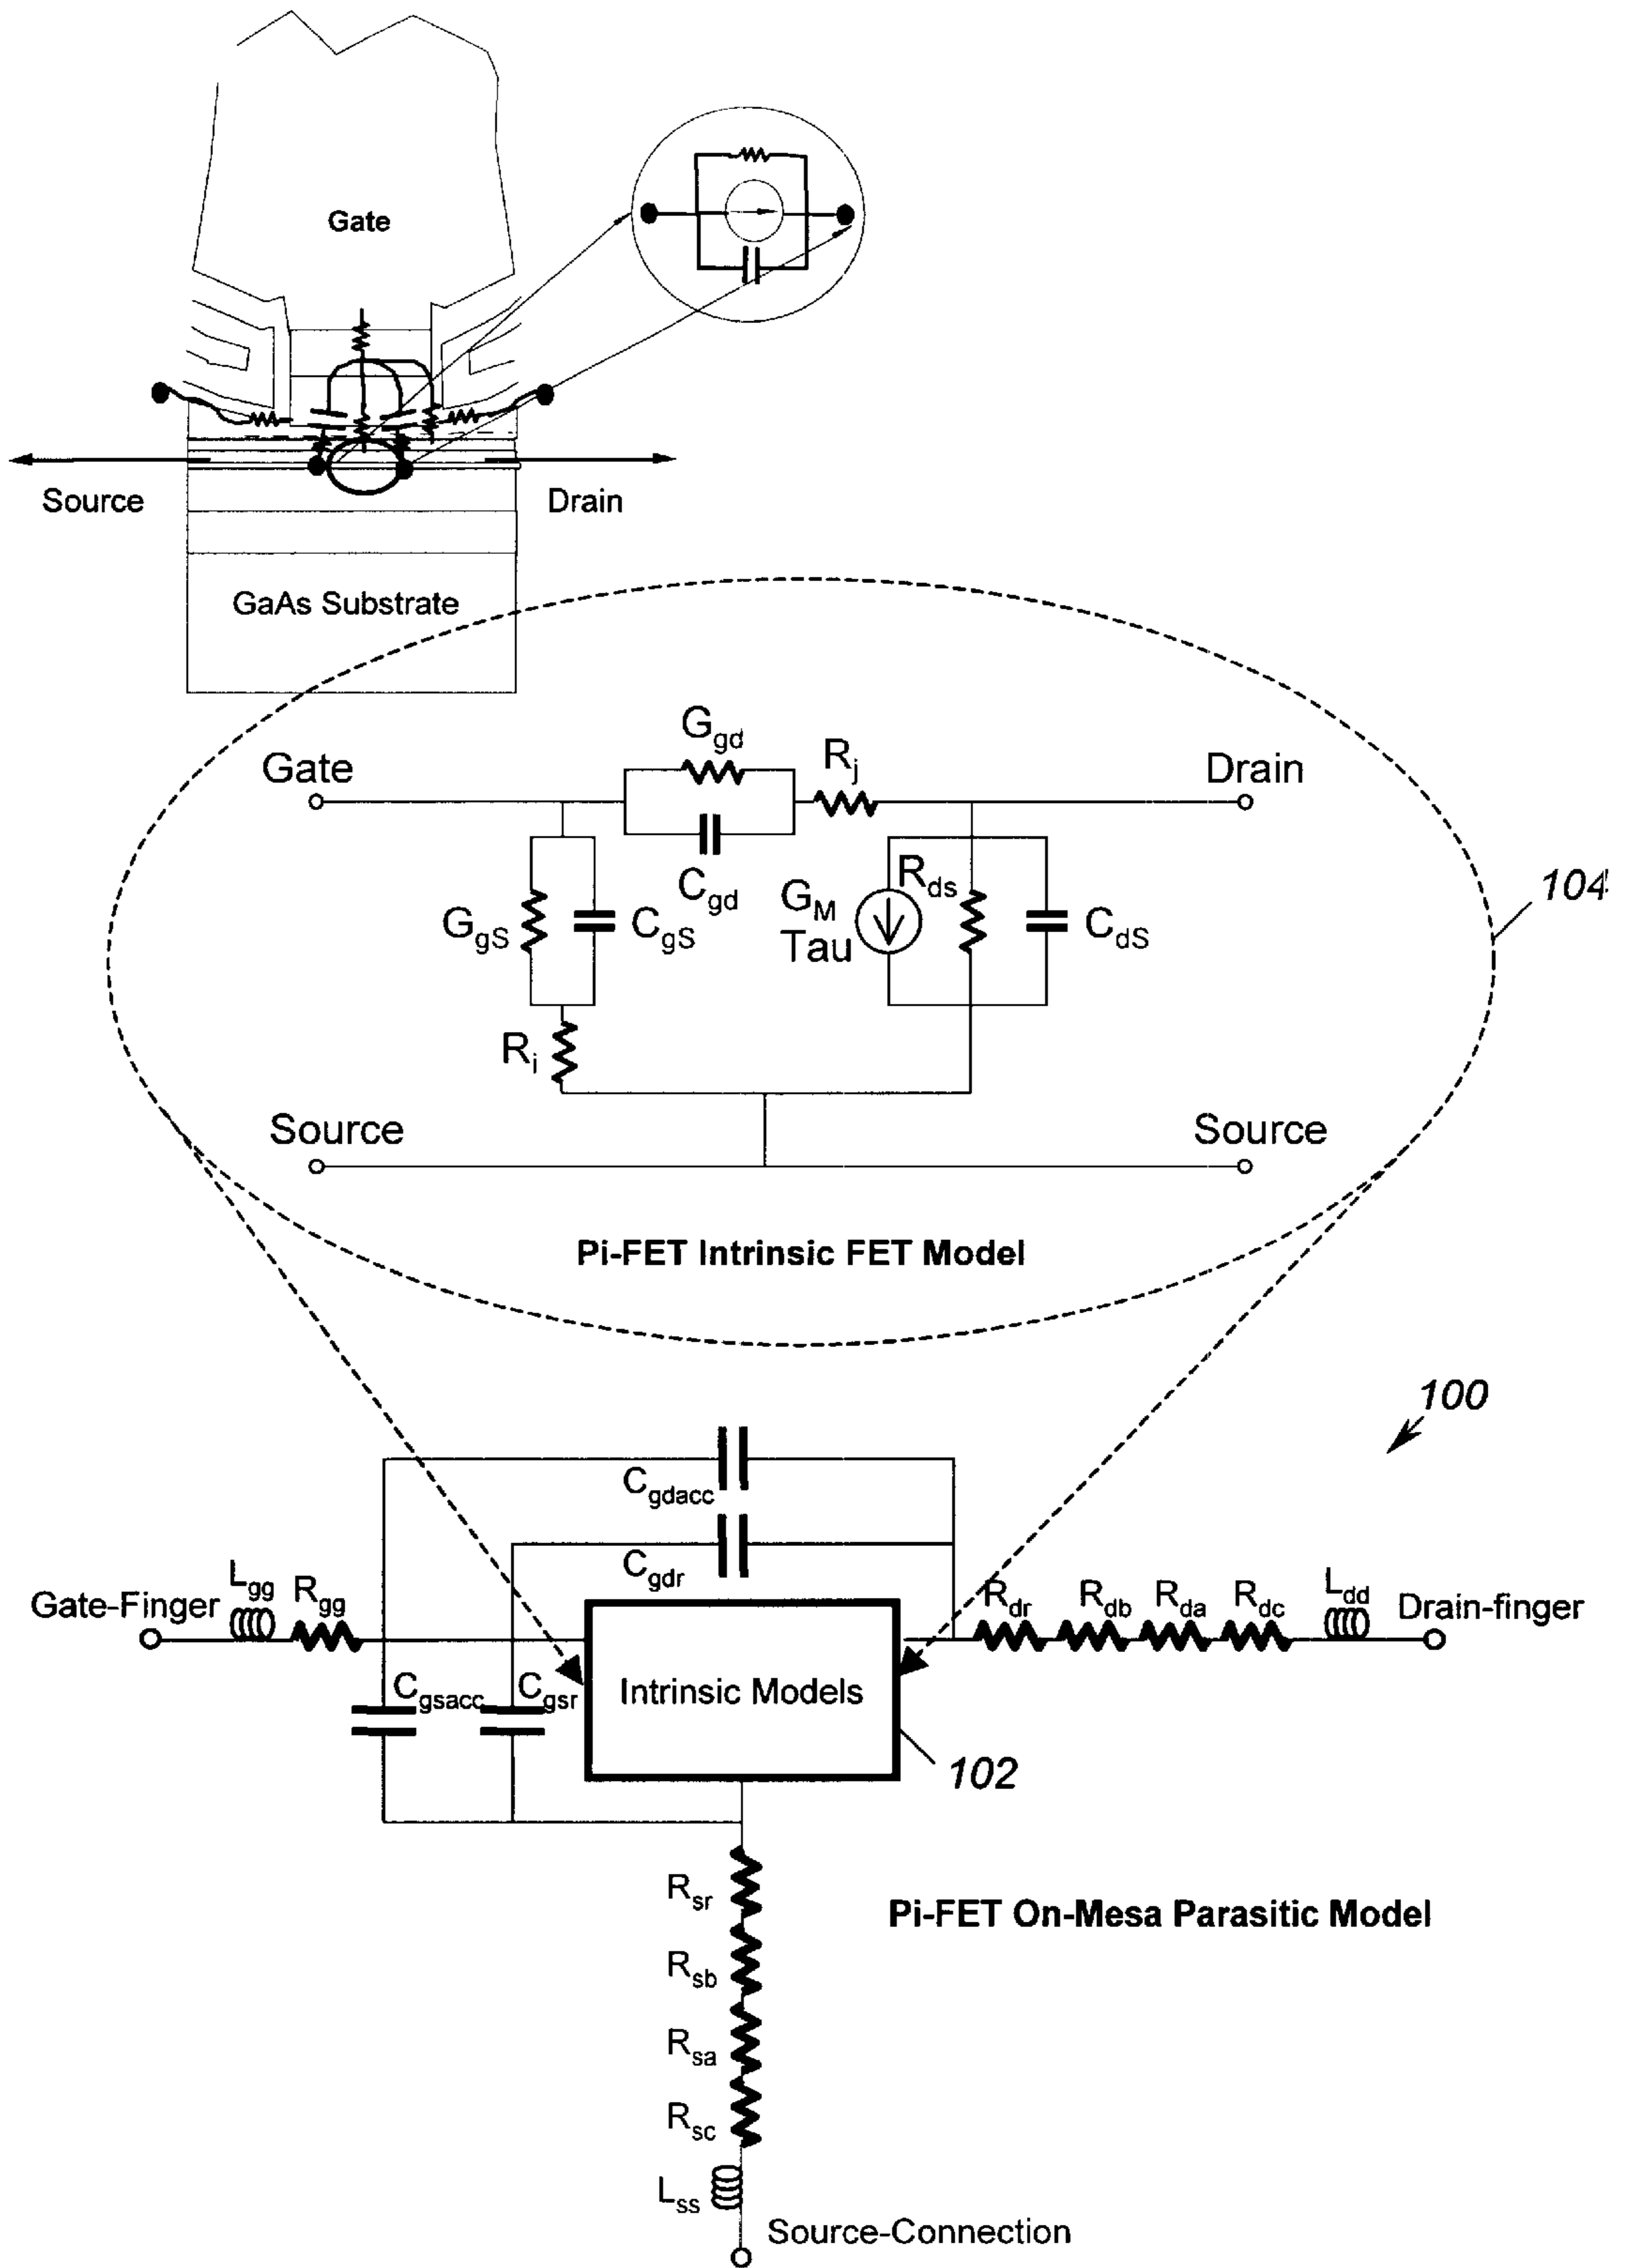 Gate
Source
Drain
GaAs Substrate
Ggd
Rj
Gate
Drain
Cgd
Rds
GM
Tau
GgS
CgS
CdS
104
Ri
Source
Source
Pi-FET Intrinsic FET Model
100
Cgdacc
Cgdr
Lgg
Rgg
Gate-Finger
Rdr
Rdb
Rda
Rdc
Ldd
Drain-finger
Cgsacc
Cgsr
Intrinsic Models
102
Rsr
Pi-FET On-Mesa Parasitic Model
Rsb
Rsa
Rsc
Lss
Source-Connection